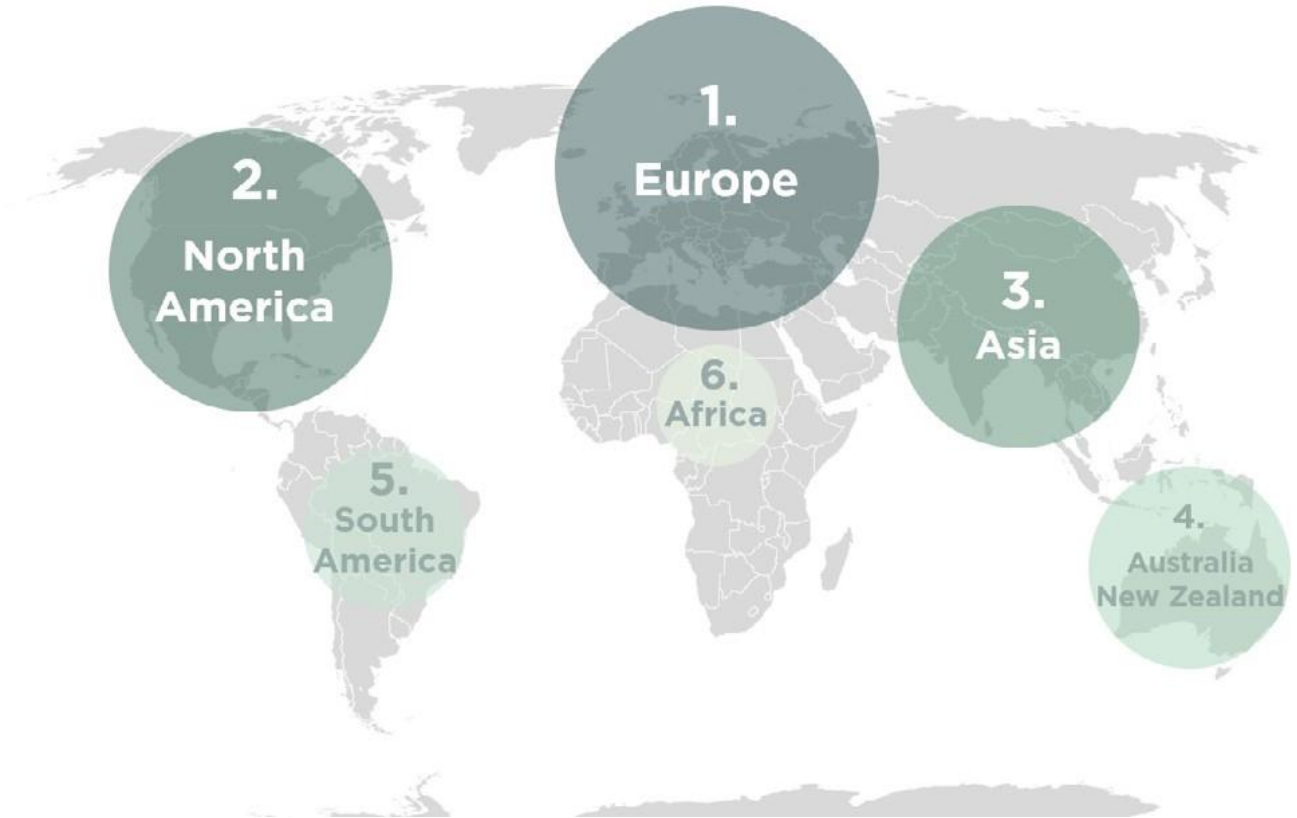 1.
Europe
2.
North
America
3.
Asia
6.
Africa
5.
South
America
4.
Australia
New Zealand